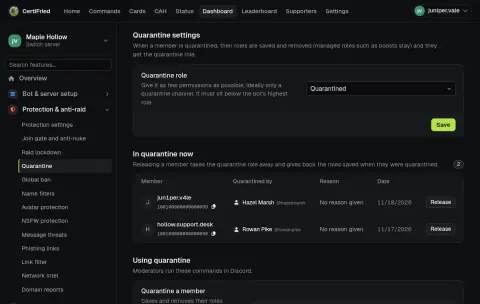 CertiFried
Home
Commands
Cards
CAH
Status
Dashboard
Leaderboard
Supporters
Settings
juniper.vale
Maple Hollow
Switch server
Search features...
Overview
Bot & server setup
Protection & anti-raid
Protection settings
Join gate and anti-nuke
Raid lockdown
Quarantine
Global ban
Name filters
Avatar protection
NSFW protection
Message threats
Phishing links
Link filter
Network intel
Domain reports
Quarantine settings
When a member is quarantined, their roles are saved and removed (managed roles such as boosts stay) and they
get the quarantine role.
Quarantine role
Give it as few permissions as possible, ideally only a
quarantine channel. It must sit below the bot's highest
role.
Quarantined
Save
In quarantine now
Releasing a member takes the quarantine role away and gives back the roles saved when they were quarantined.
2
Member
Quarantined by
Reason
Date
J
jun1per.v4le
Hazel Marsh @hazelmarsh
No reason given
11/18/2026
Release
H
hollow.support.desk
Rowan Pike
No reason given
11/17/2026
Release
Using quarantine
Moderators run these commands in Discord.
Quarantine a member
Saves and removes their roles